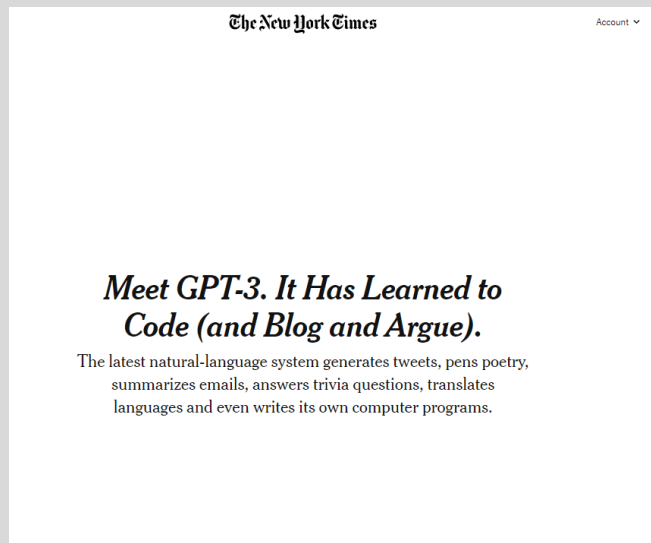 The New York Times
Account
Meet GPT-3. It Has Learned to
Code (and Blog and Argue).
The latest natural-language system generates tweets, pens poetry,
summarizes emails, answers trivia questions, translates
languages and even writes its own computer programs.